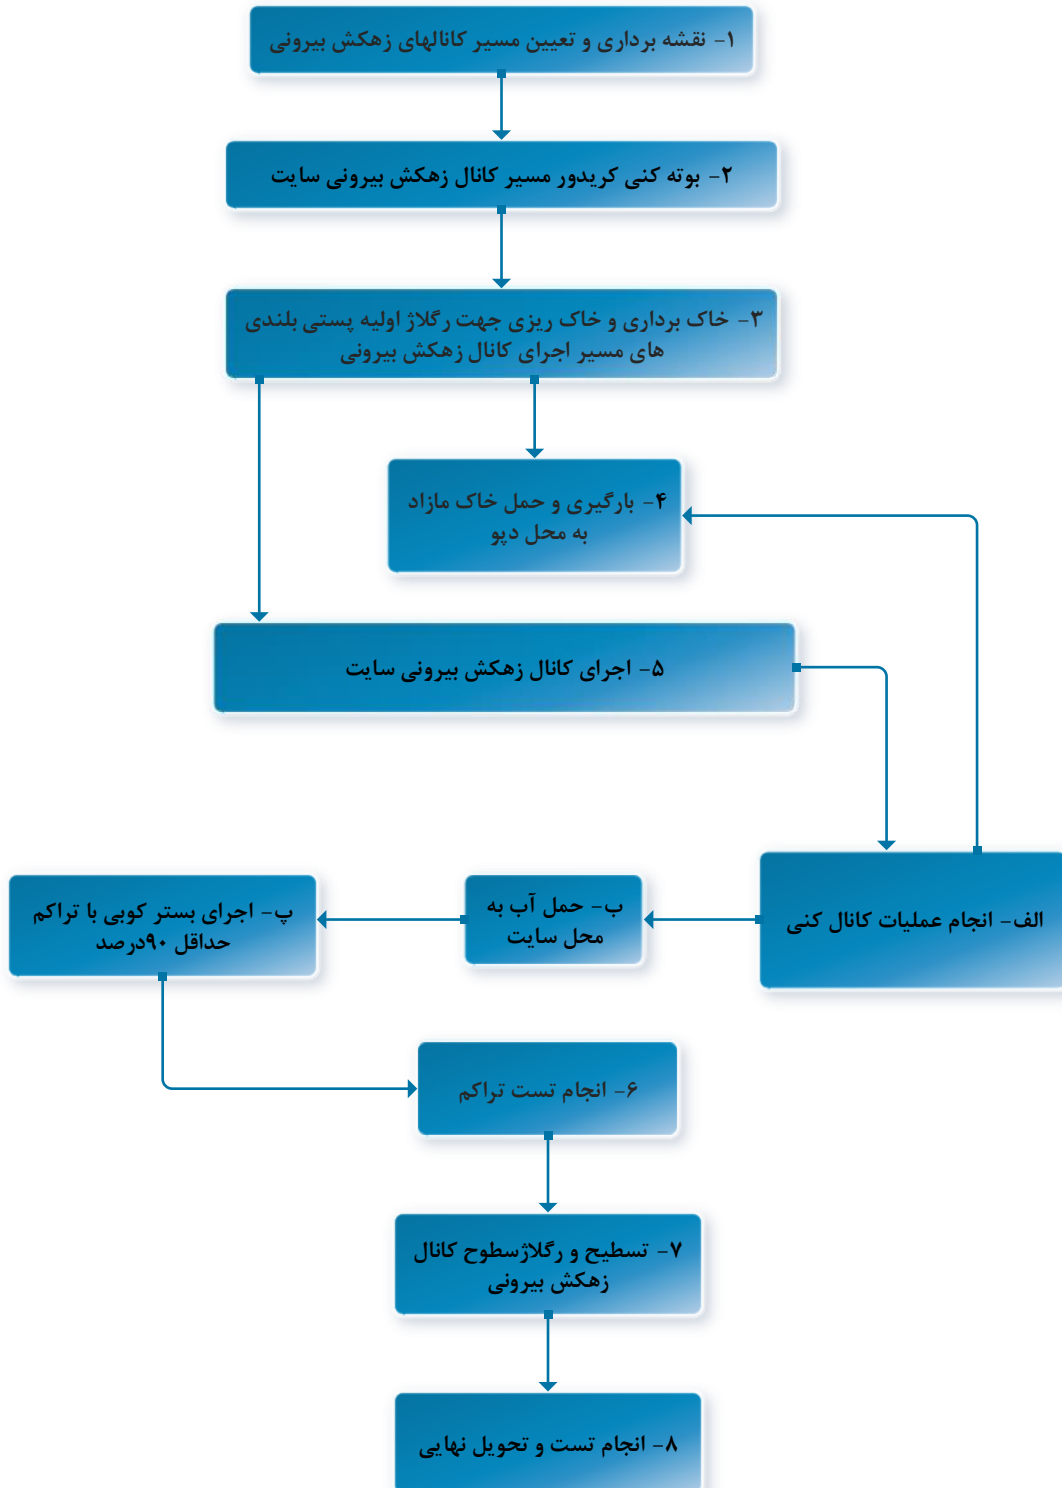 ۱- نقشه برداری و تعیین مسیر کانالهای زهکش بیرونی
۲- بوته کنی کریدور مسیر کانال زهکش بیرونی سایت
۳- خاک برداری و خاک ریزی جهت رگلاژ اولیه پستی بلندی
های مسیر اجرای کانال زهکش بیرونی
۴- بارگیری و حمل خاک مازاد
به محل دپو
۵- اجرای کانال زهکش بیرونی سایت
الف- انجام عملیات کانال کنی
ب- حمل آب به
محل سایت
پ- اجرای بستر کوبی با تراکم
حداقل ۹۰درصد
۶- انجام تست تراکم
۷- تسطیح و رگلاژسطوح کانال
زهکش بیرونی
۸- انجام تست و تحویل نهایی